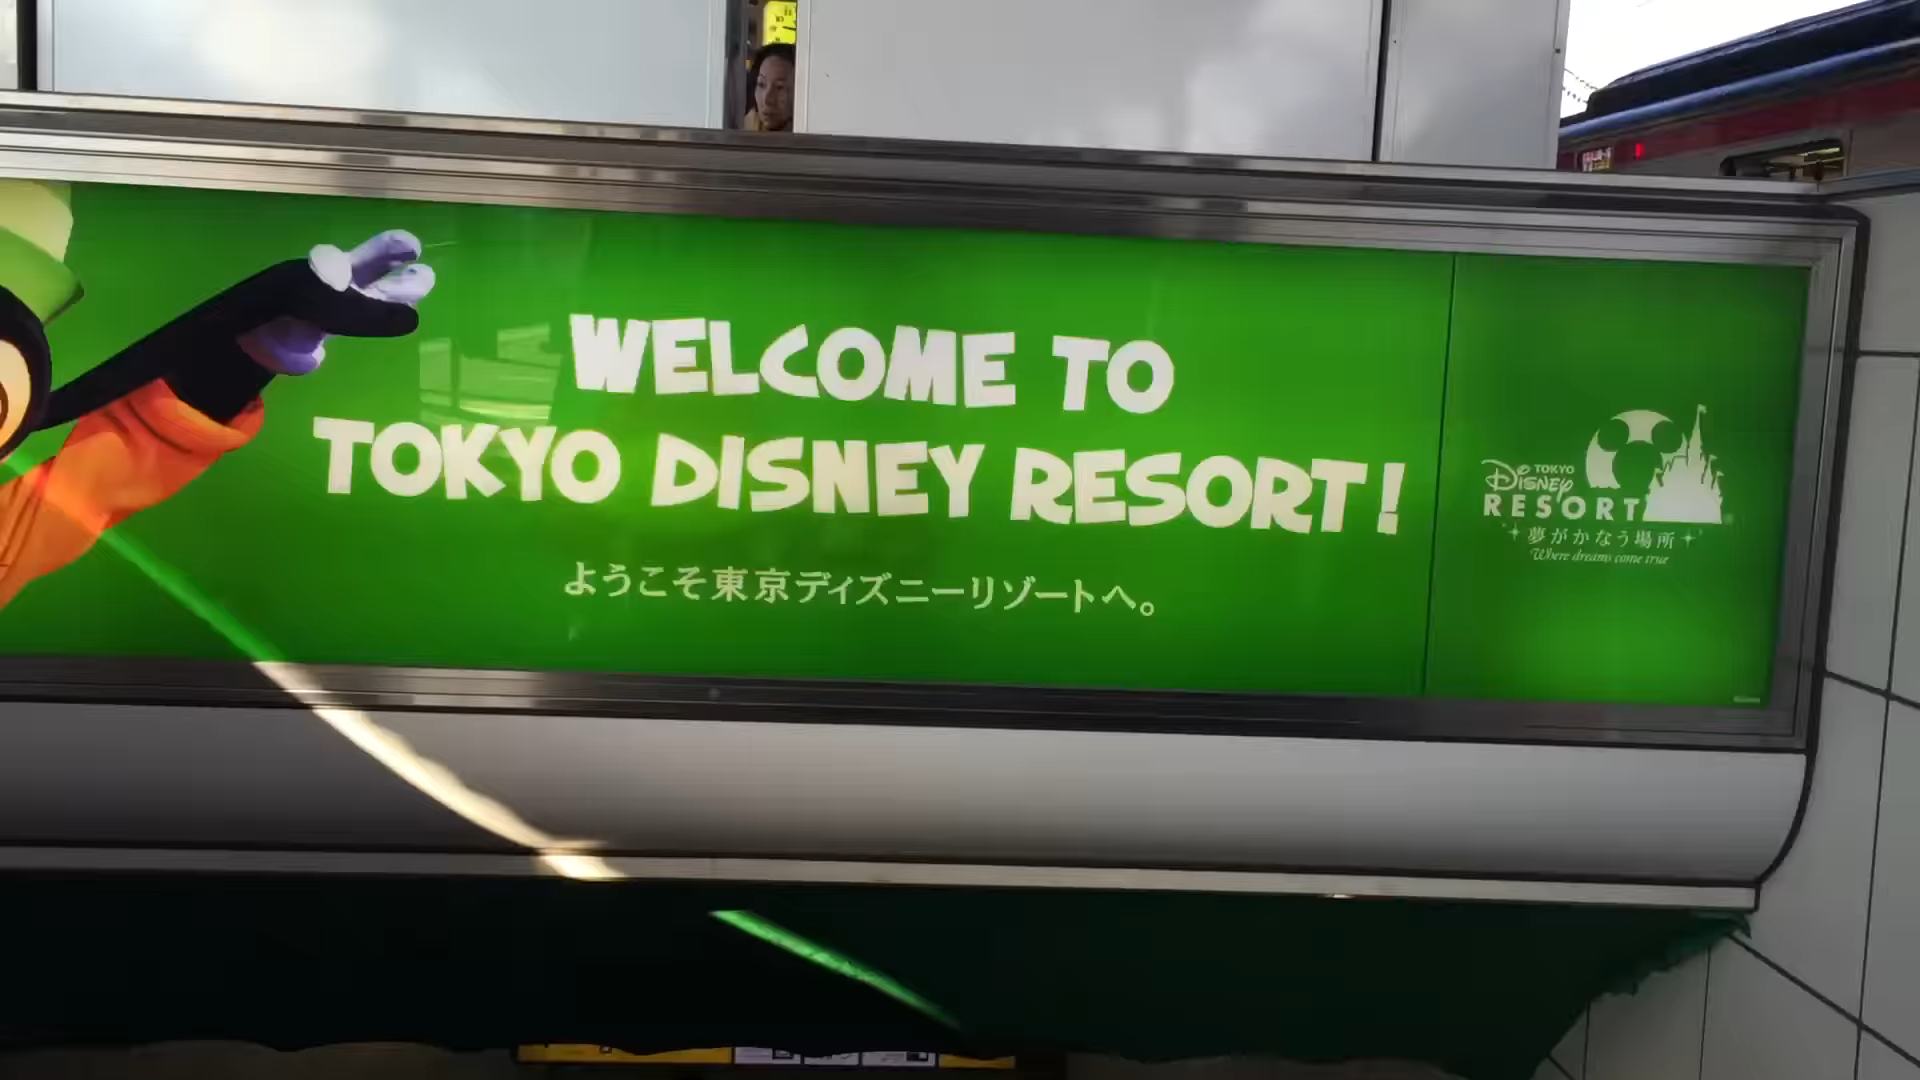 WELCOME TO
TOKYO DISNEY RESORT!
ようこそ東京ディズニーリゾートへ。
TOKYO
DISNEY
RESORT
夢がかなう場所
Where dreams come true